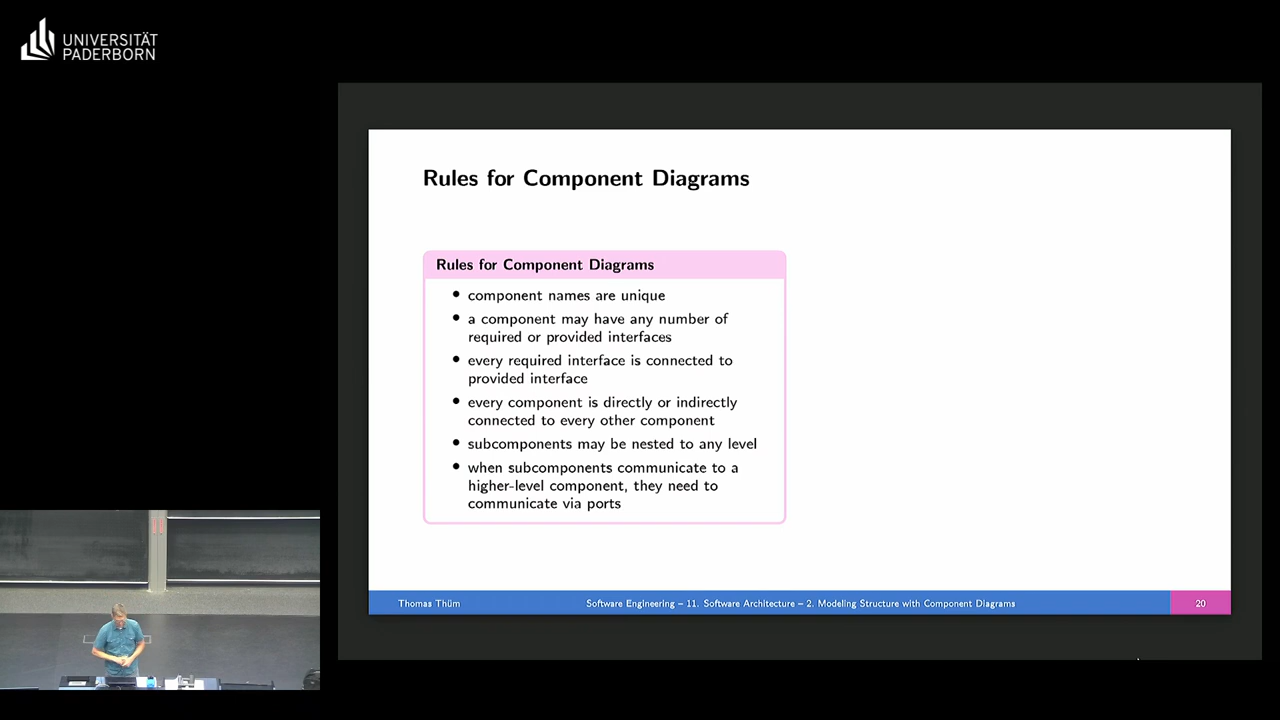 UNIVERSITÄT
PADERBORN
Rules for Component Diagrams
Rules for Component Diagrams
• component names are unique
• a component may have any number of
required or provided interfaces
• every required interface is connected to
provided interface
• every component is directly or indirectly
connected to every other component
• subcomponents may be nested to any level
• when subcomponents communicate to a
higher-level component, they need to
communicate via ports
Thomas Thüm
Software Engineering – 11. Software Architecture – 2. Modeling Structure with Component Diagrams
20